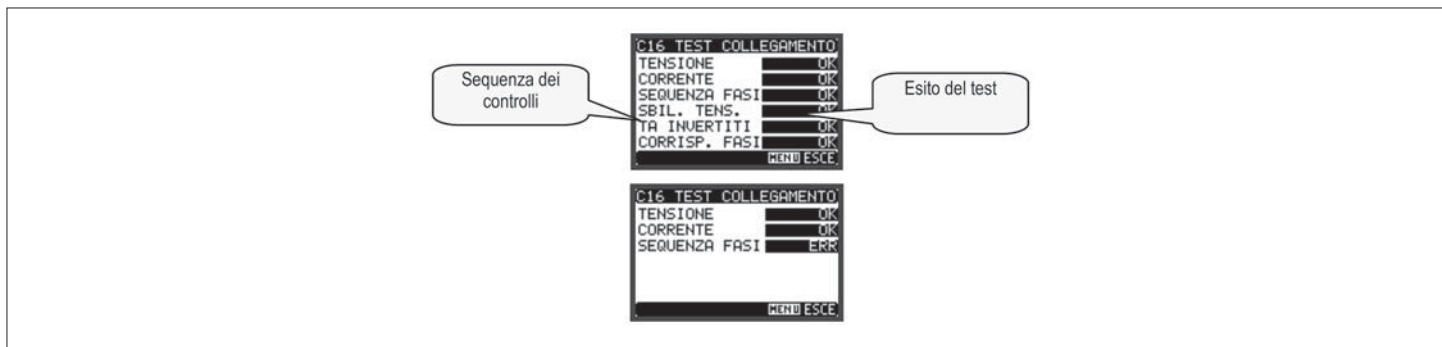 Sequenza dei
controlli
C16 TEST COLLEGAMENTO
TENSIONE OK
CORRENTE OK
SEQUENZA FASI OK
SBIL. TENS. OK
TA INVERTITI OK
CORRISP. FASI OK
MENU ESCE
Esito del test
C16 TEST COLLEGAMENTO
TENSIONE OK
CORRENTE OK
SEQUENZA FASI ERR
MENU ESCE